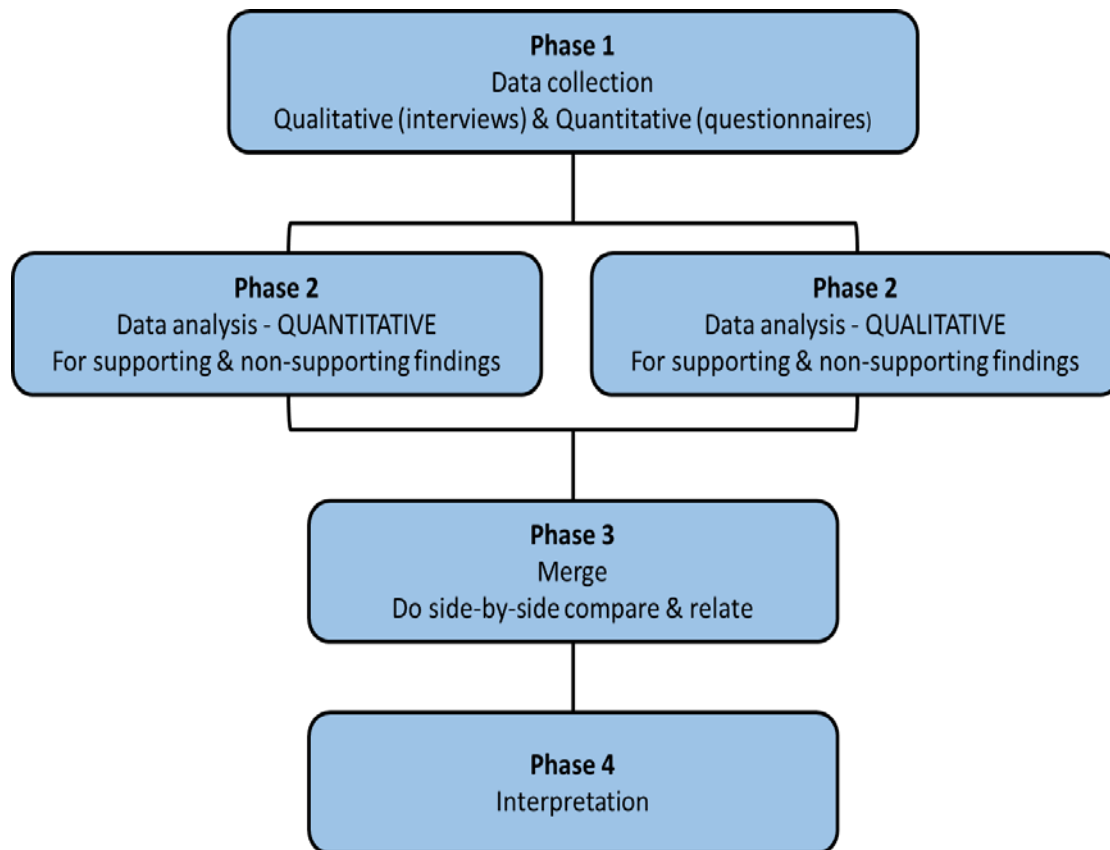 Phase 1
Data collection
Qualitative (interviews) & Quantitative (questionnaires)
Phase 2
Data analysis - QUANTITATIVE
For supporting & non-supporting findings
Phase 2
Data analysis - QUALITATIVE
For supporting & non-supporting findings
Phase 3
Merge
Do side-by-side compare & relate
Phase 4
Interpretation